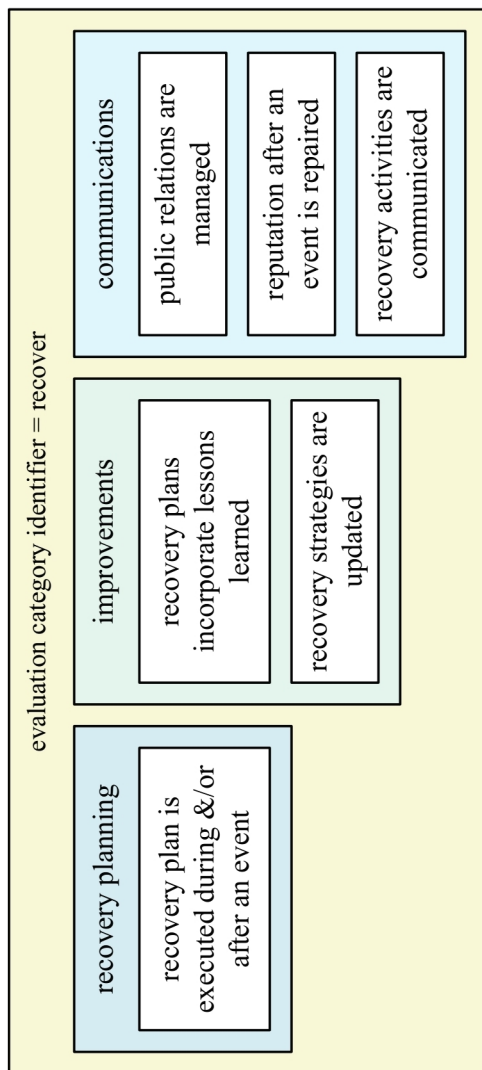 evaluation category identifier = recover
recovery planning
recovery plan is
executed during &/or
after an event
improvements
recovery plans
incorporate lessons
learned
recovery strategies are
updated
communications
public relations are
managed
reputation after an
event is repaired
recovery activities are
communicated